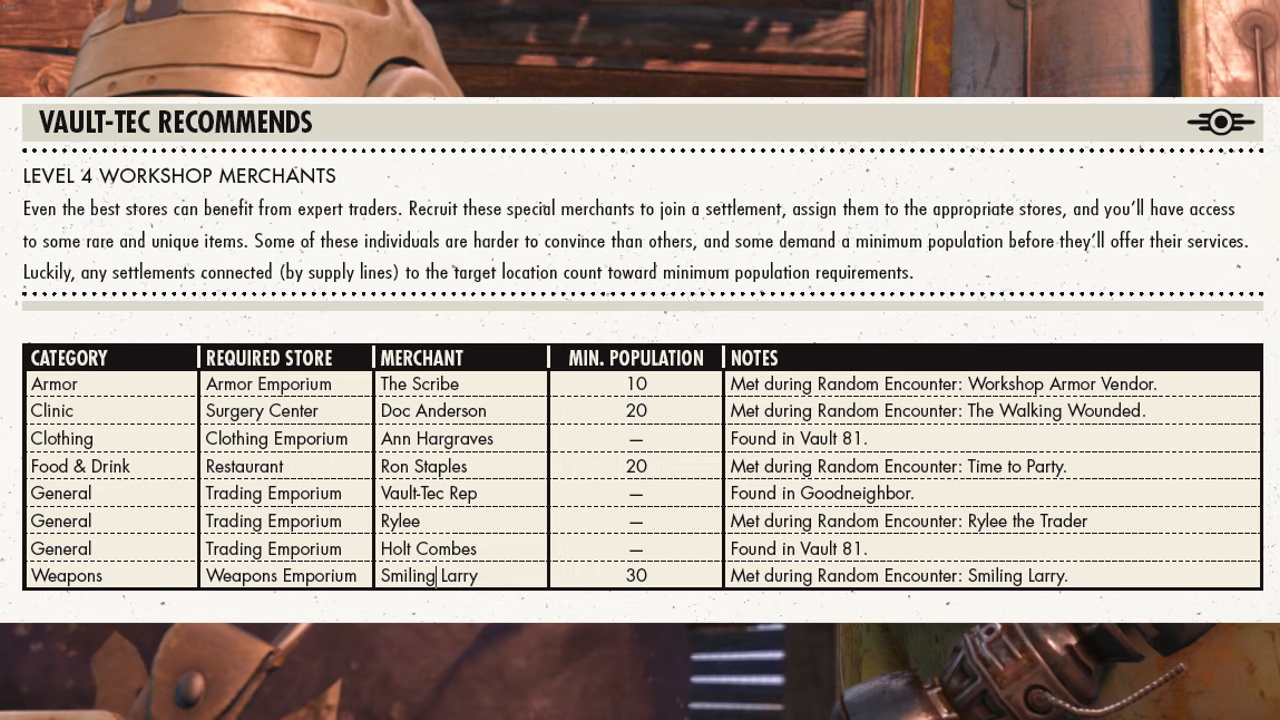 VAULT-TEC RECOMMENDS
LEVEL 4 WORKSHOP MERCHANTS
Even the best stores can benefit from expert traders. Recruit these special merchants to join a settlement, assign them to the appropriate stores, and you'll have access
to some rare and unique items. Some of these individuals are harder to convince than others, and some demand a minimum population before they'll offer their services.
Luckily, any settlements connected (by supply lines) to the target location count toward minimum population requirements.
CATEGORY REQUIRED STORE MERCHANT MIN. POPULATION NOTES
Armor Armor Emporium The Scribe 10 Met during Random Encounter: Workshop Armor Vendor.
Clinic Surgery Center Doc Anderson 20 Met during Random Encounter: The Walking Wounded.
Clothing Clothing Emporium Ann Hargraves — Found in Vault 81.
Food & Drink Restaurant Ron Staples 20 Met during Random Encounter: Time to Party.
General Trading Emporium Vault-Tec Rep — Found in Goodneighbor.
General Trading Emporium Rylee — Met during Random Encounter: Rylee the Trader
General Trading Emporium Holt Combes — Found in Vault 81.
Weapons Weapons Emporium Smiling Larry 30 Met during Random Encounter: Smiling Larry.